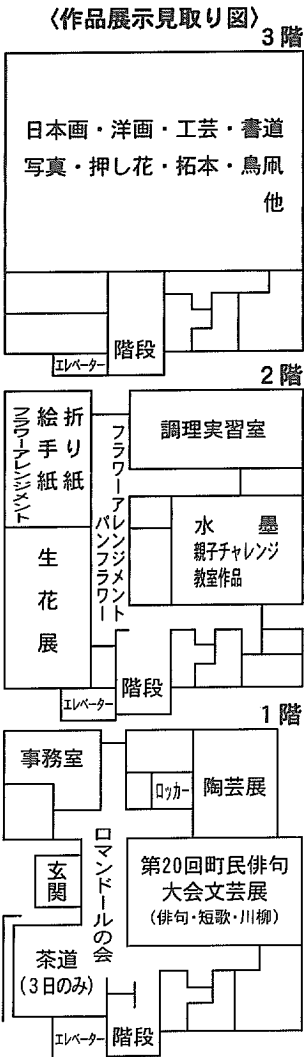 〈作品展示見取り図〉
3階
日本画・洋画・工芸・書道
写真・押し花・拓本・鳥凧
他
階段
エレベーター
2階
折り紙
絵手紙
フラワーアレンジメント
フラワーアレンジメント
パンフラワー
調理実習室
生花展
水墨
親子チャレンジ
教室作品
階段
エレベーター
1階
事務室
ロッカー
陶芸展
ロマンドールの会
玄関
第20回町民俳句
大会文芸展
(俳句・短歌・川柳)
茶道
(3日のみ)
エレベーター
階段